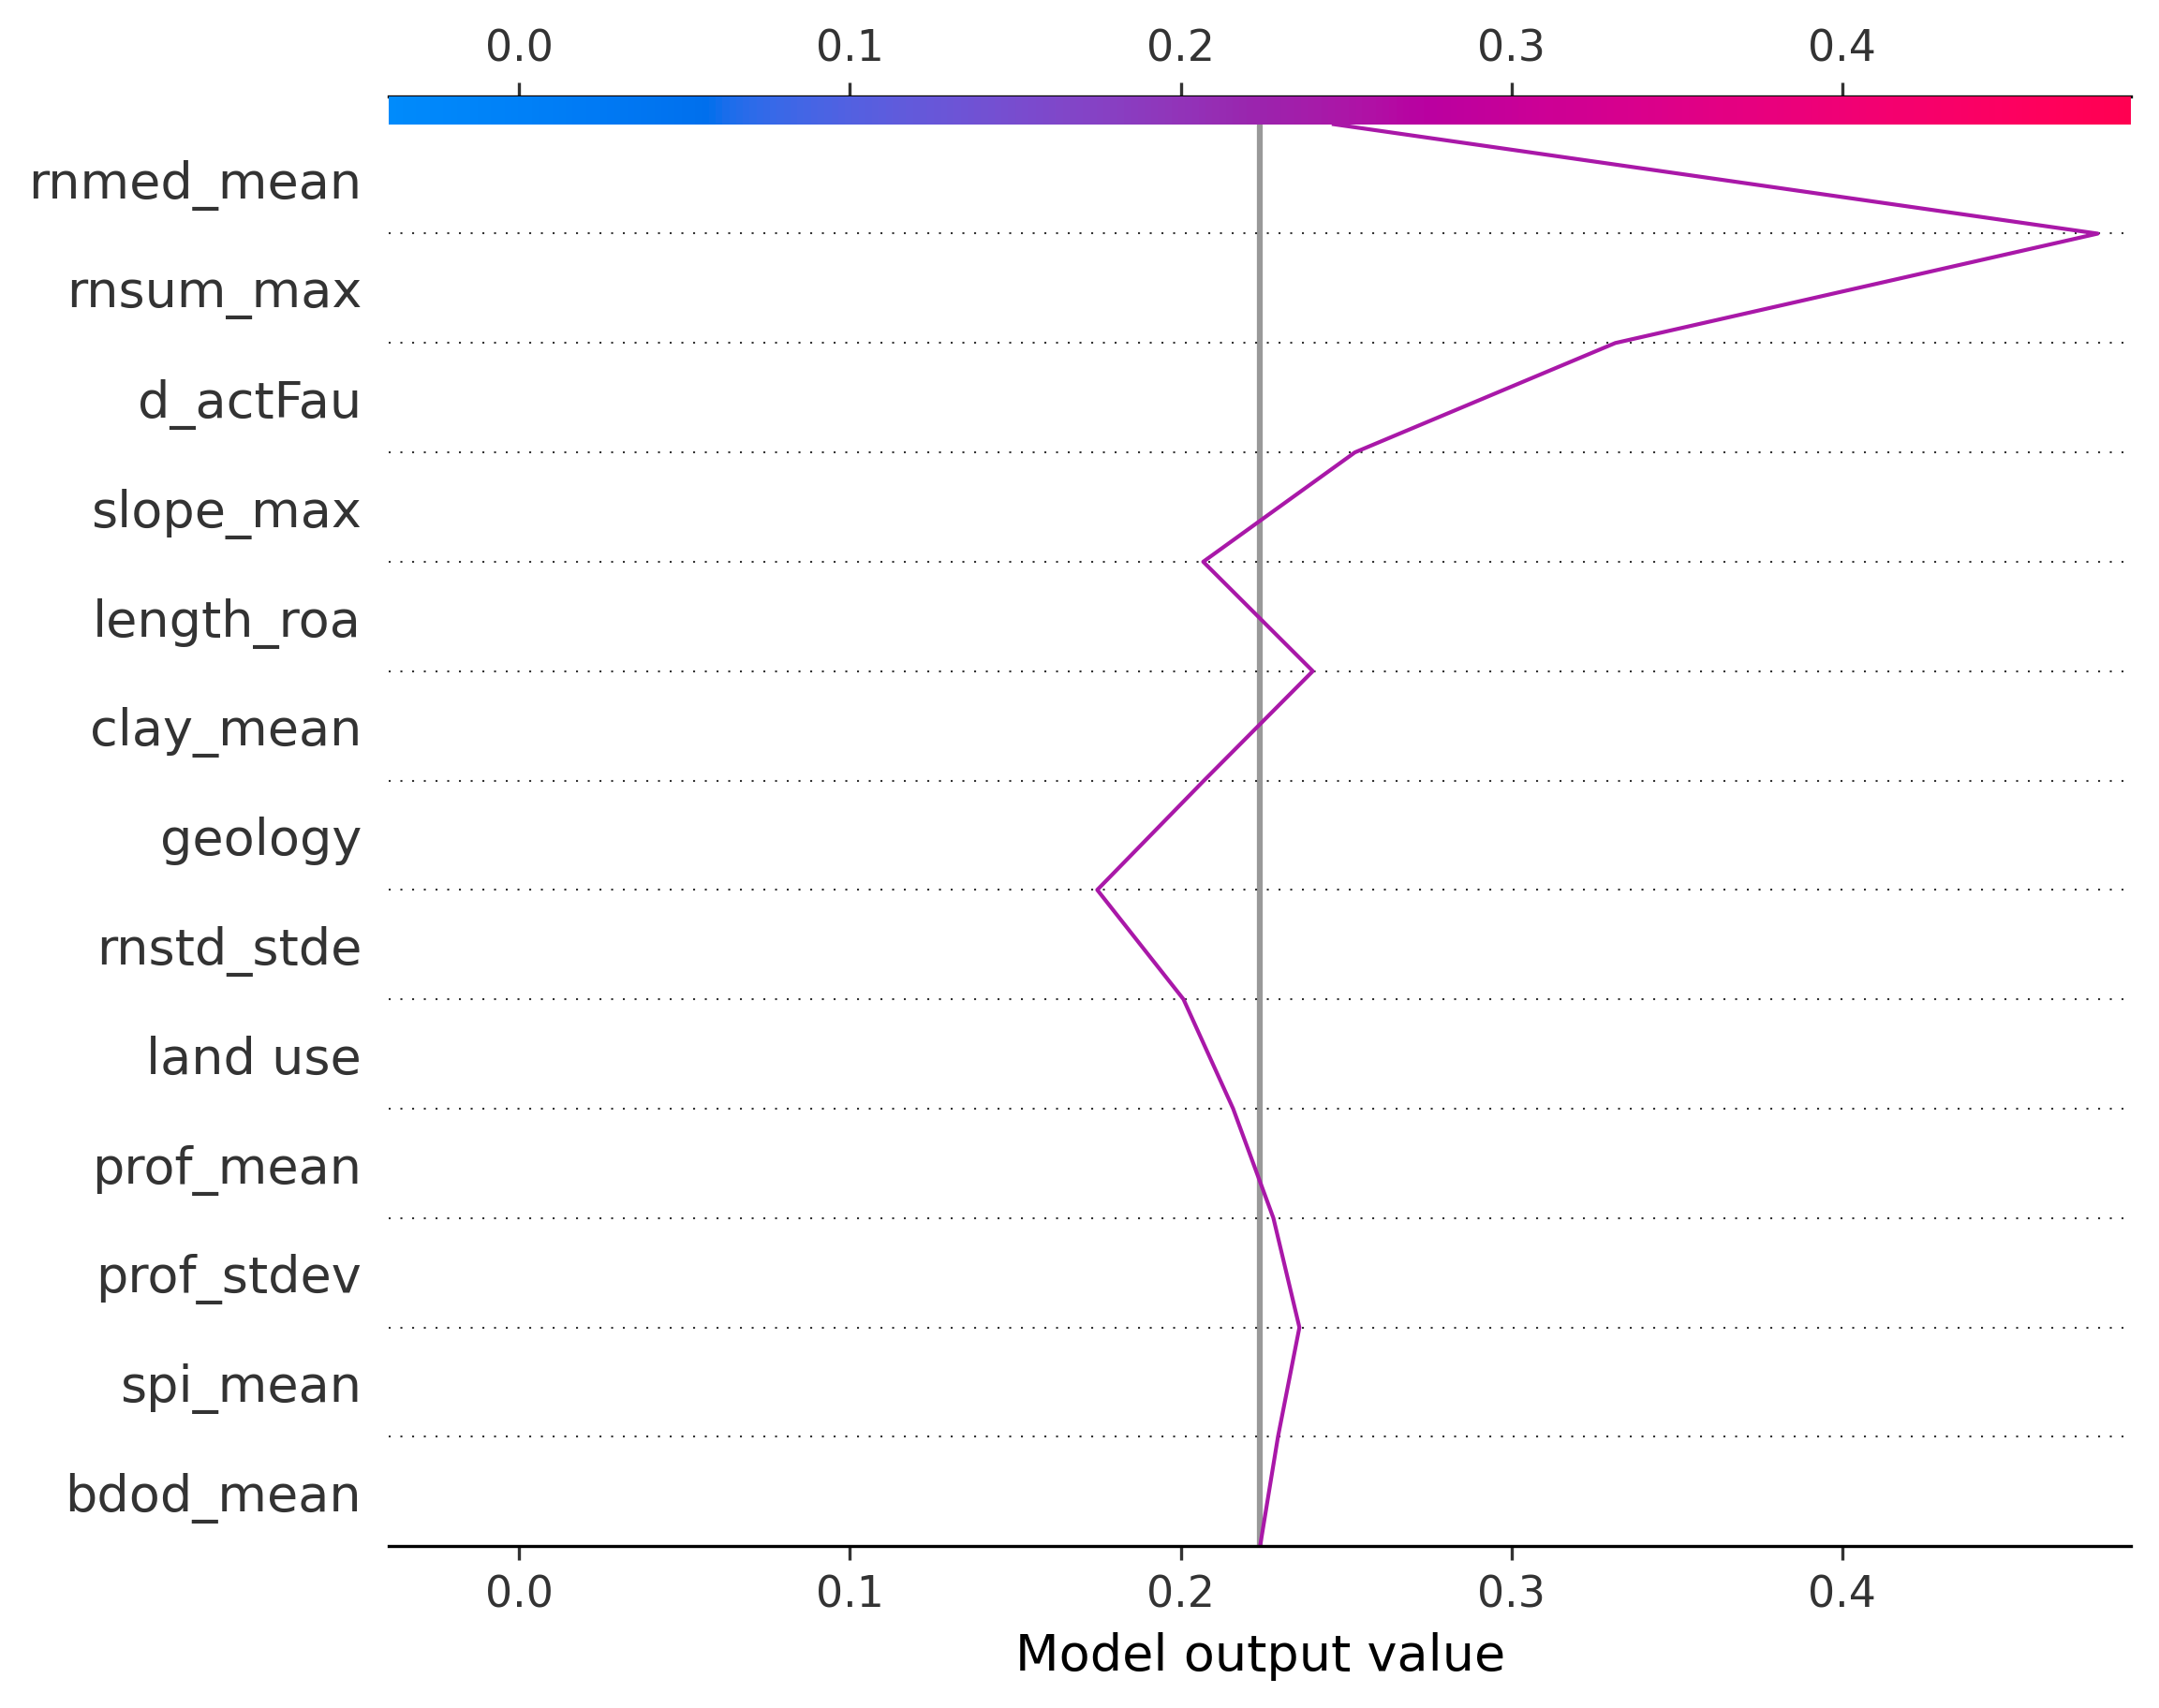 0.0 0.1 0.2 0.3 0.4
rnmed_mean
rnsum_max
d_actFau
slope_max
length_roa
clay_mean
geology
rnstd_stde
land use
prof_mean
prof_stdev
spi_mean
bdod_mean
0.0 0.1 0.2 0.3 0.4
Model output value